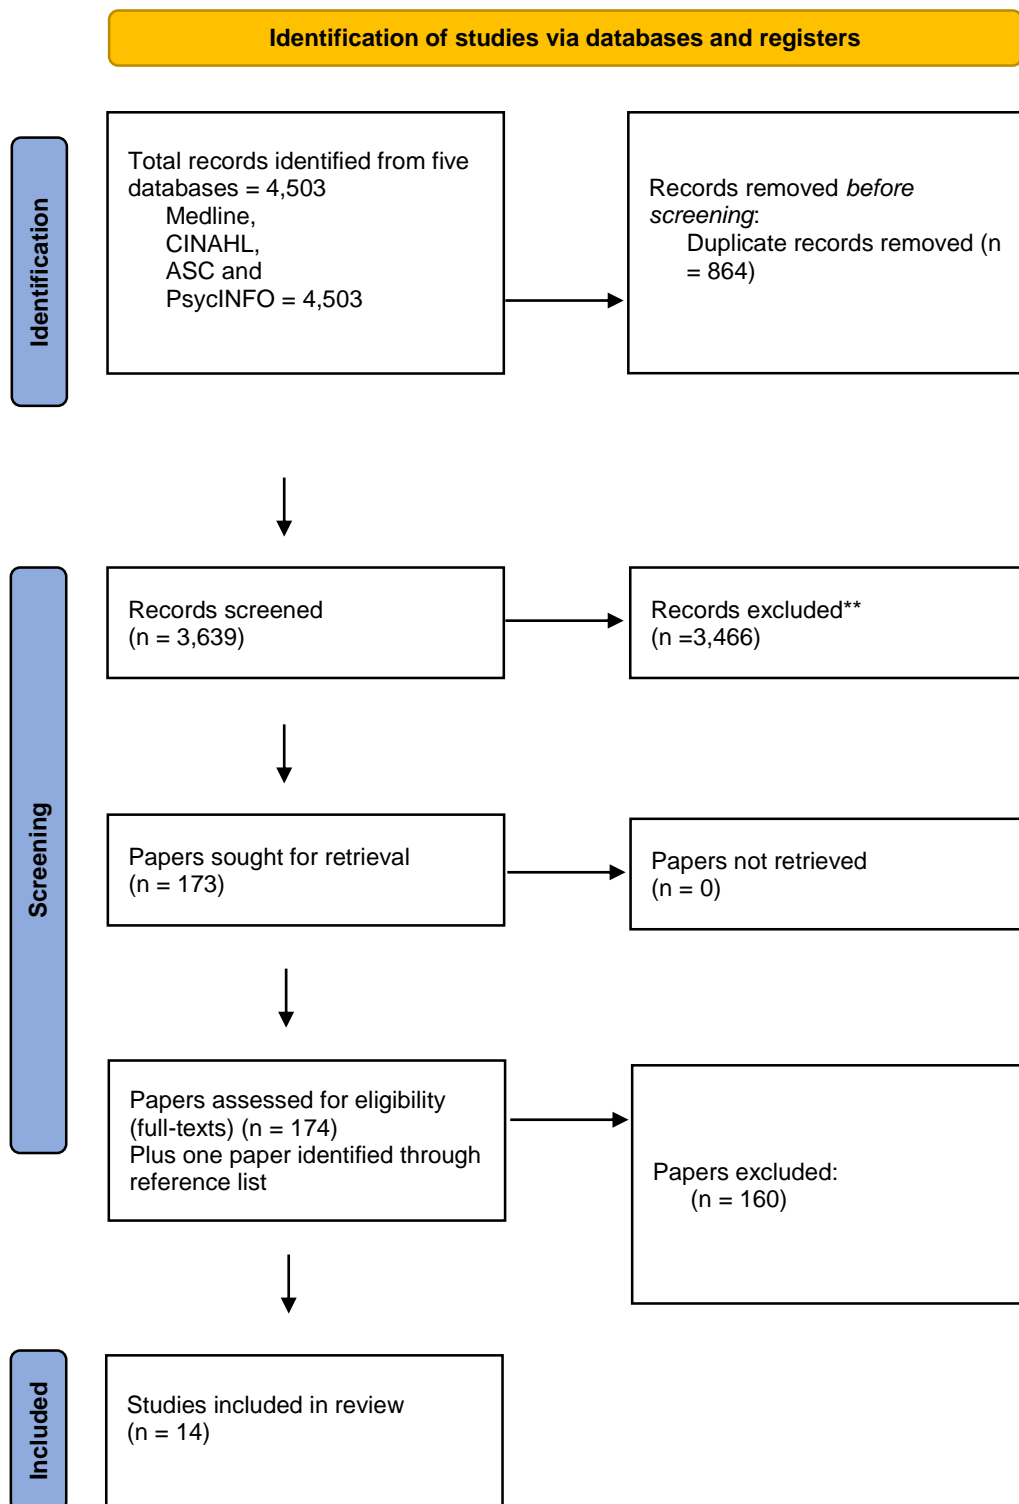 Identification of studies via databases and registers
Identification
Total records identified from five
databases = 4,503
Medline,
CINAHL,
ASC and
PsycINFO = 4,503
Records removed before
screening:
Duplicate records removed (n
= 864)
Screening
Records screened
(n = 3,639)
Records excluded**
(n =3,466)
Papers sought for retrieval
(n = 173)
Papers not retrieved
(n = 0)
Papers assessed for eligibility
(full-texts) (n = 174)
Plus one paper identified through
reference list
Papers excluded:
(n = 160)
Included
Studies included in review
(n = 14)